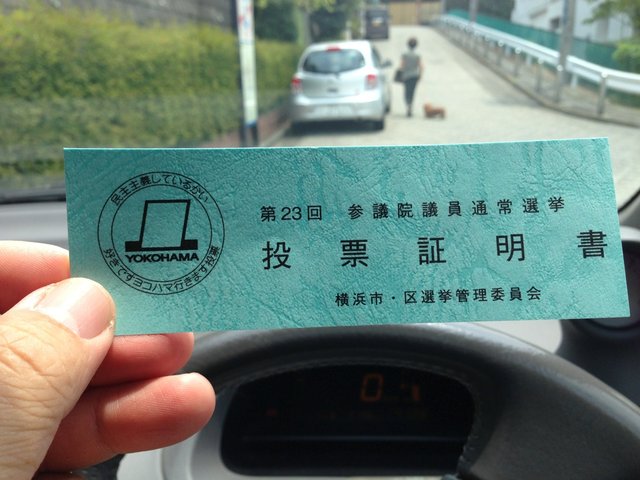 民主主義しているかい
YOKOHAMA
好きですヨコハマ行きます投票
第23回 参議院議員通常選挙
投票証明書
横浜市・区選挙管理委員会
0